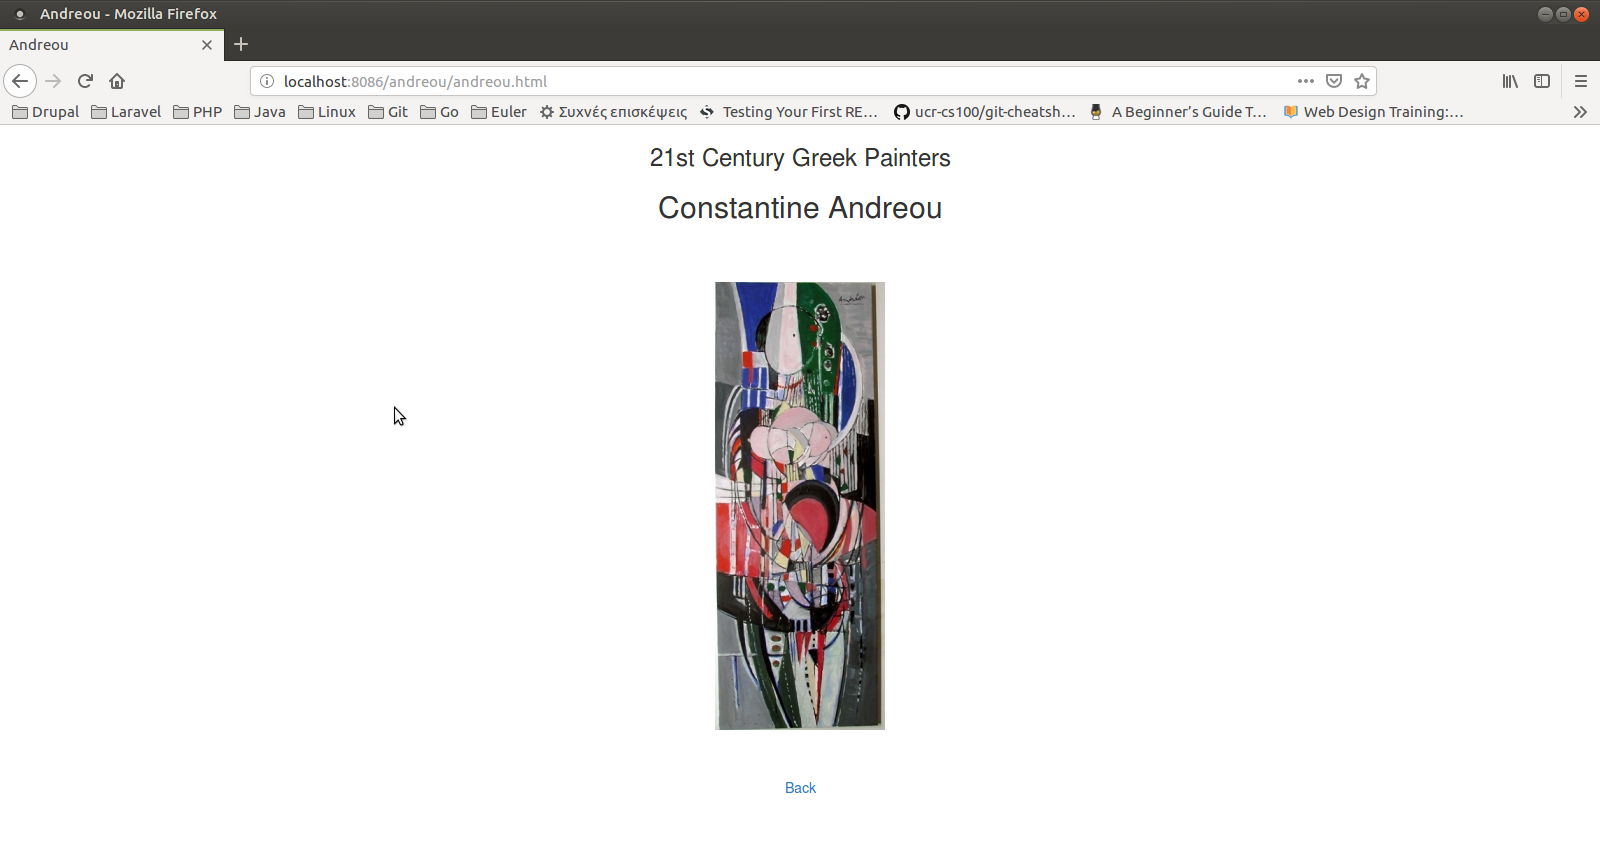 Andreou - Mozilla Firefox
Andreou
localhost:8086/andreou/andreou.html
Drupal Laravel PHP Java Linux Git Go Euler Συχνές επισκέψεις Testing Your First RE… ucr-cs100/git-cheatsh… A Beginner’s Guide T… Web Design Training:…
21st Century Greek Painters
Constantine Andreou
Andréou
Back